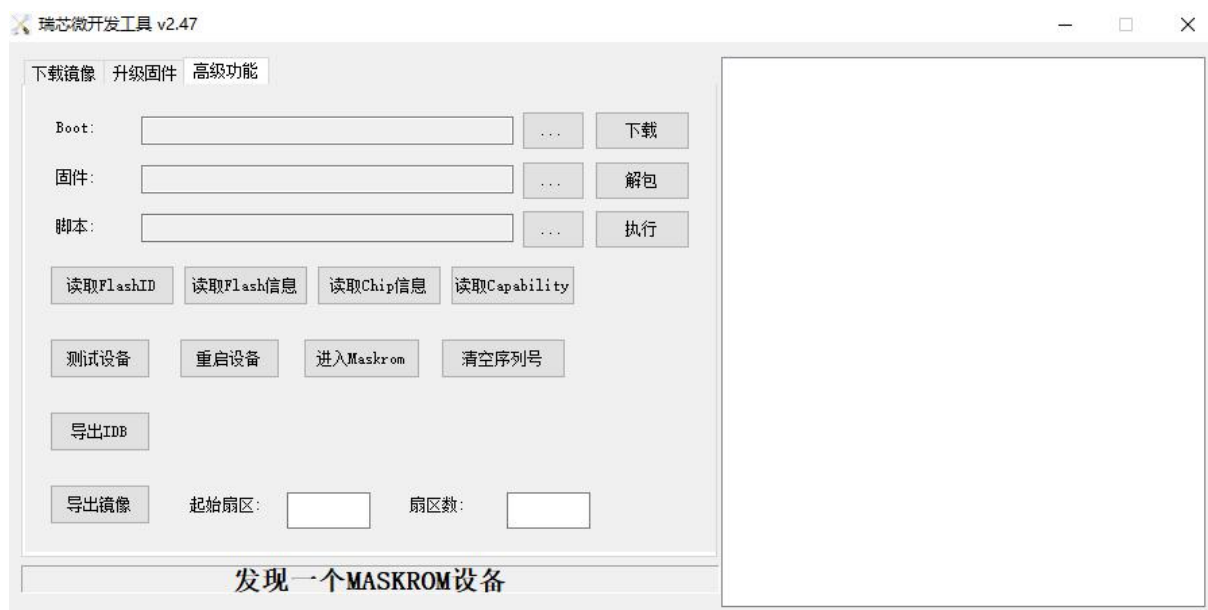 瑞芯微开发工具 v2.47
下载镜像 升级固件 高级功能
Boot: ... 下载
固件: ... 解包
脚本: ... 执行
读取FlashID 读取Flash信息 读取Chip信息 读取Capability
测试设备 重启设备 进入Maskrom 清空序列号
导出IDB
导出镜像 起始扇区: 扇区数:
发现一个MASKROM设备